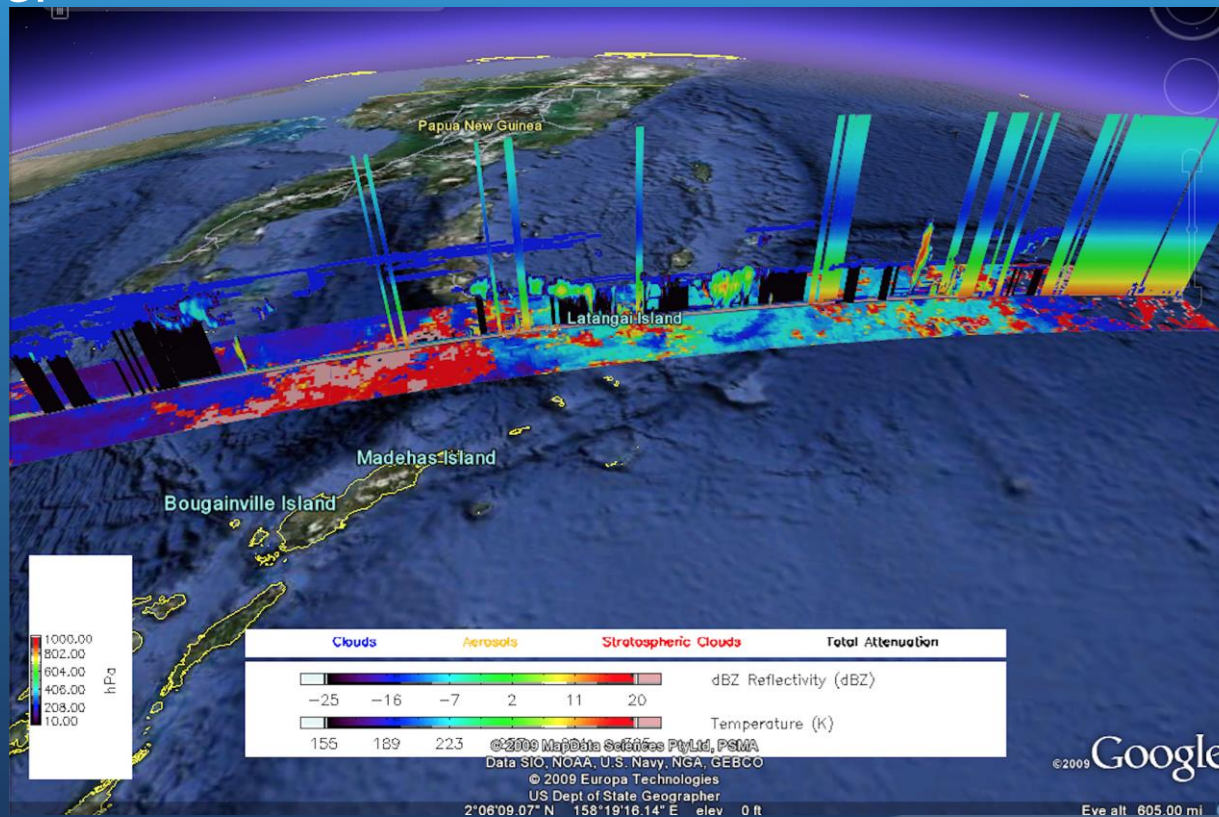 Papua New Guinea
Latangai Island
Madehas Island
Bougainville Island
1000.00
802.00
604.00
406.00
208.00
10.00
hPa
Clouds Aerosols Stratospheric Clouds Total Attenuation
dBZ Reflectivity (dBZ)
-25 -16 -7 2 11 20
Temperature (K)
155 189 223
©2009 MapData Sciences PtyLtd, PSMA
Data SIO, NOAA, U.S. Navy, NGA, GEBCO
© 2009 Europa Technologies
US Dept of State Geographer
©2009 Google
2°06'09.07" N 158°19'16.14" E elev 0 ft
Eye alt 605.00 mi